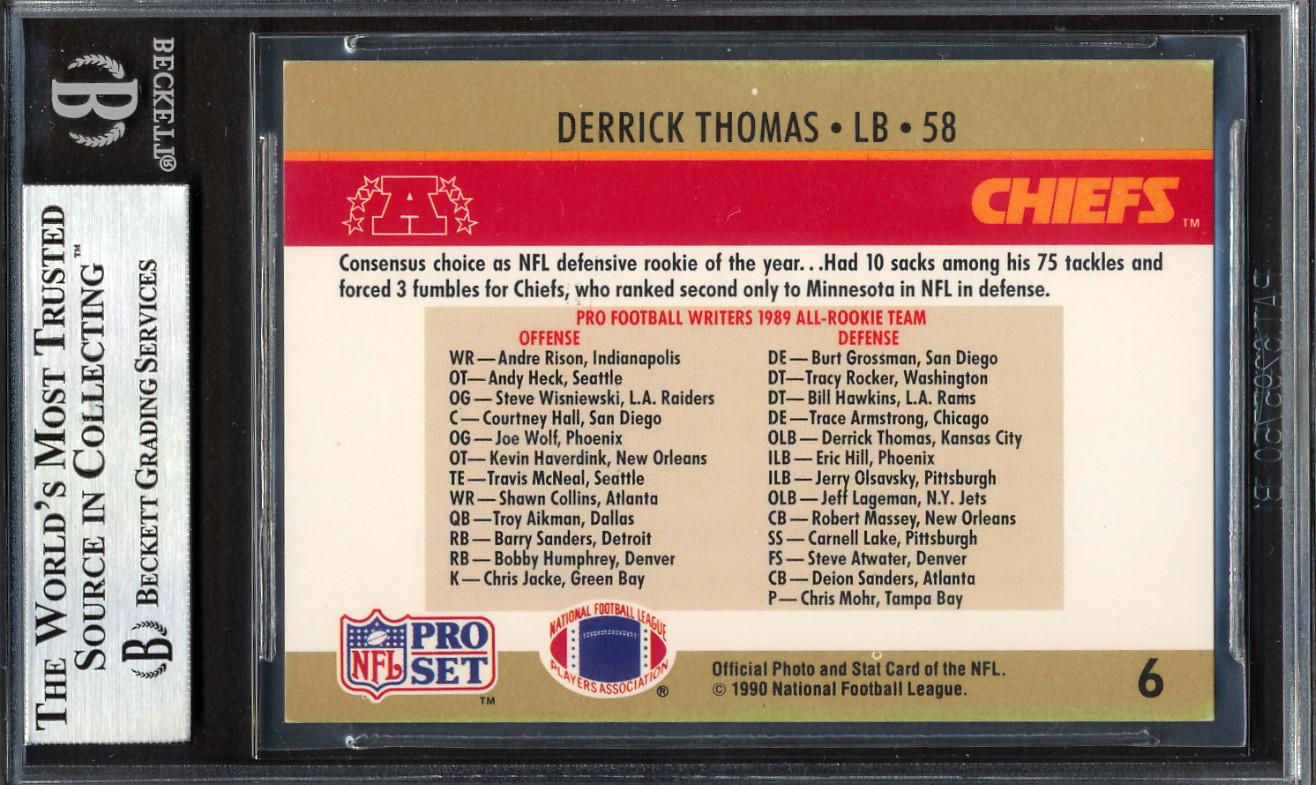 BECKETT®
B
THE WORLD'S MOST TRUSTED
SOURCE IN COLLECTING™
B BECKETT GRADING SERVICES
DERRICK THOMAS • LB • 58
A
CHIEFS TM
Consensus choice as NFL defensive rookie of the year...Had 10 sacks among his 75 tackles and
forced 3 fumbles for Chiefs, who ranked second only to Minnesota in NFL in defense.
PRO FOOTBALL WRITERS 1989 ALL-ROOKIE TEAM
OFFENSE
WR—Andre Rison, Indianapolis
OT—Andy Heck, Seattle
OG—Steve Wisniewski, L.A. Raiders
C—Courtney Hall, San Diego
OG—Joe Wolf, Phoenix
OT—Kevin Haverdink, New Orleans
TE—Travis McNeal, Seattle
WR—Shawn Collins, Atlanta
QB—Troy Aikman, Dallas
RB—Barry Sanders, Detroit
RB—Bobby Humphrey, Denver
K—Chris Jacke, Green Bay
DEFENSE
DE—Burt Grossman, San Diego
DT—Tracy Rocker, Washington
DT—Bill Hawkins, L.A. Rams
DE—Trace Armstrong, Chicago
OLB—Derrick Thomas, Kansas City
ILB—Eric Hill, Phoenix
ILB—Jerry Olsavsky, Pittsburgh
OLB—Jeff Lageman, N.Y. Jets
CB—Robert Massey, New Orleans
SS—Carnell Lake, Pittsburgh
FS—Steve Atwater, Denver
CB—Deion Sanders, Atlanta
P—Chris Mohr, Tampa Bay
NFL PRO SET TM
NATIONAL FOOTBALL LEAGUE
PLAYERS ASSOCIATION ®
Official Photo and Stat Card of the NFL.
© 1990 National Football League.
6